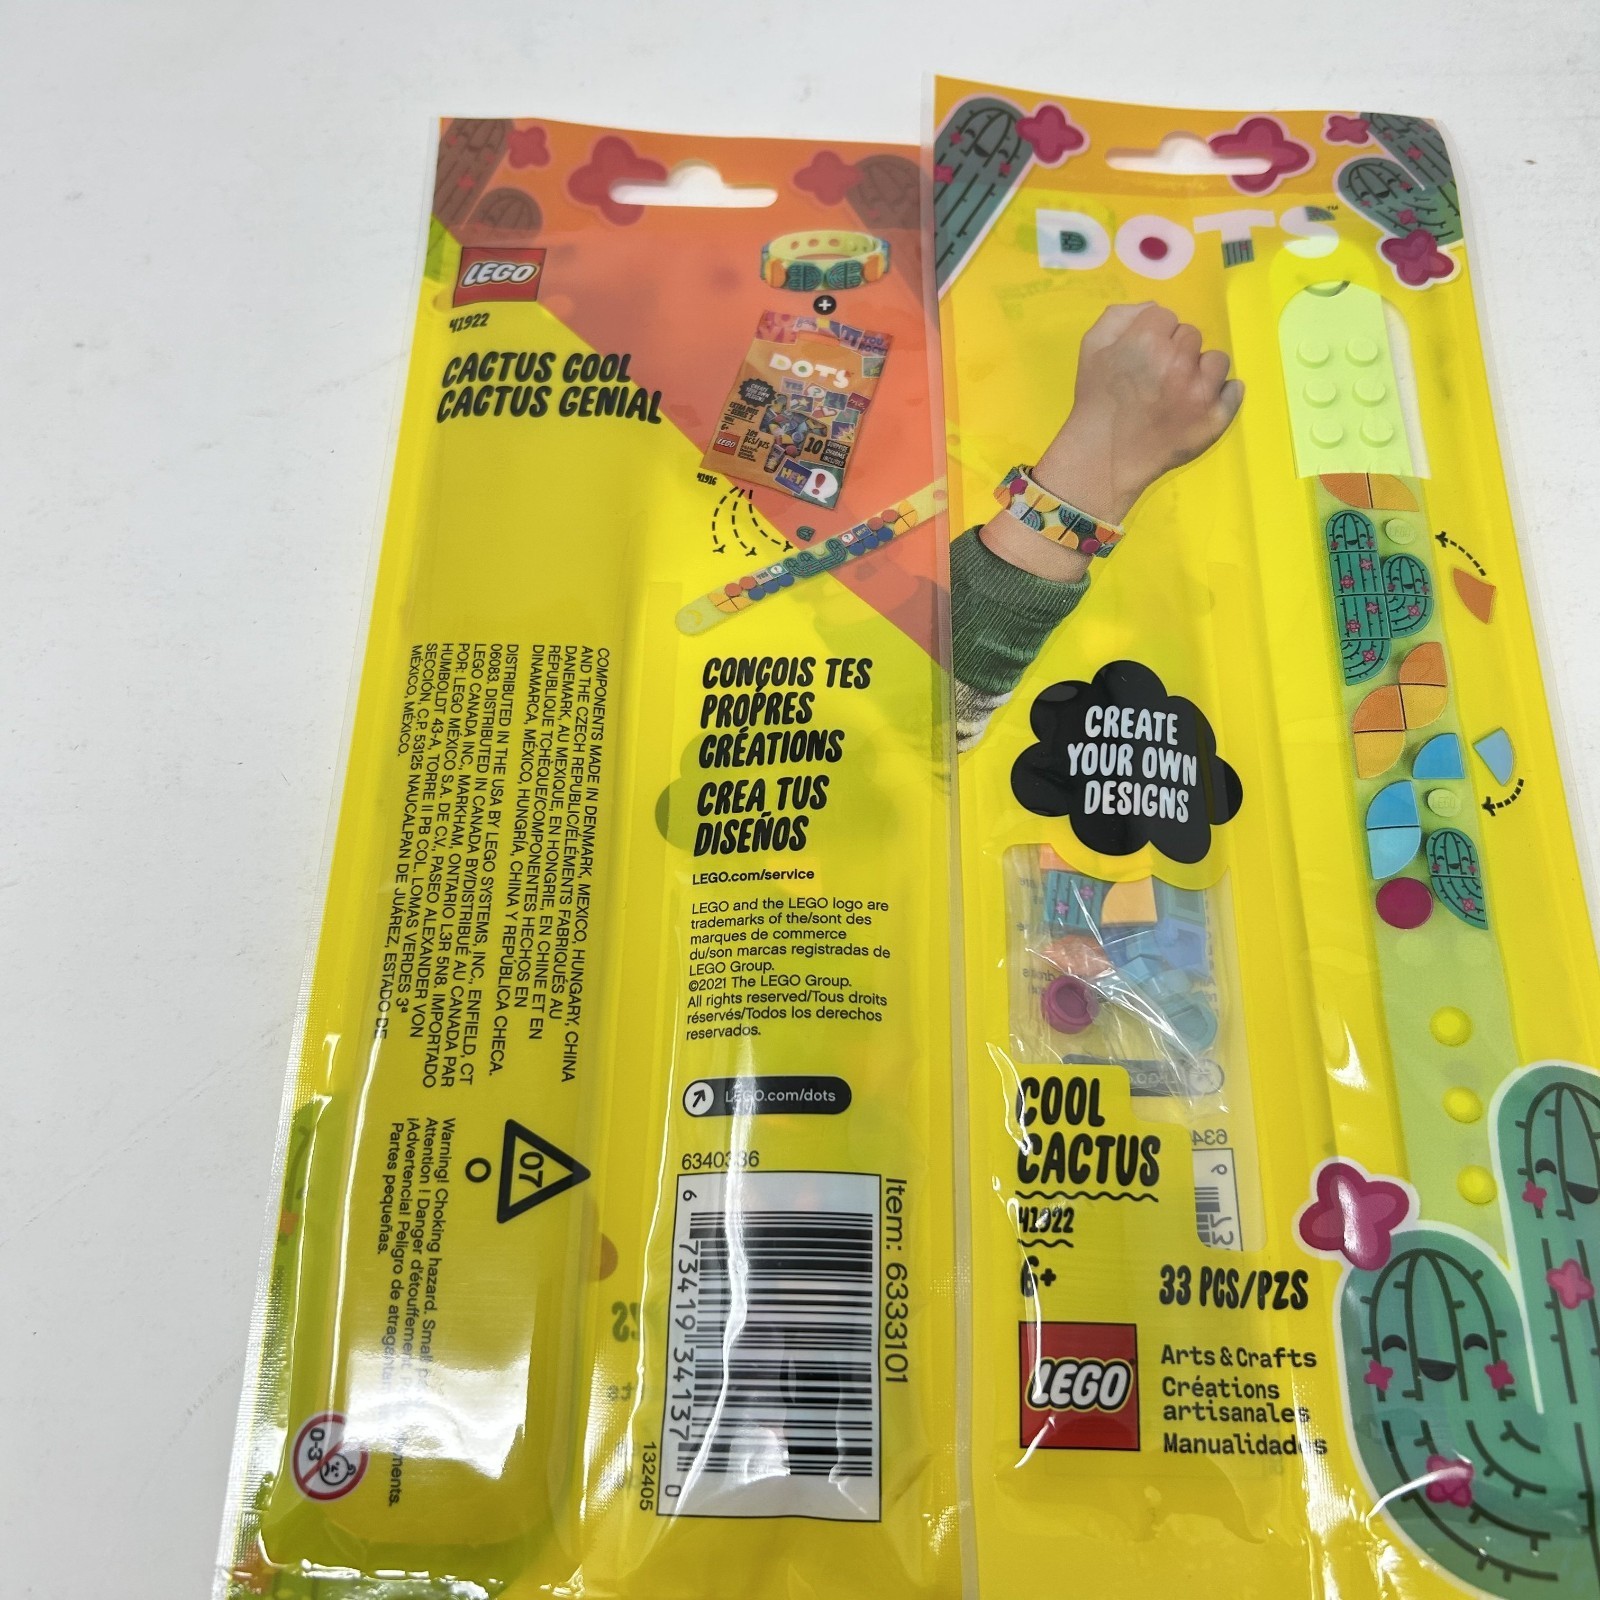 LEGO
41922
CACTUS COOL
CACTUS GENIAL
+
DOTS
6+
10
LEGO
HEY!
41916
CONÇOIS TES
PROPRES
CRÉATIONS
CREA TUS
DISEÑOS
LEGO.com/service
LEGO and the LEGO logo are
trademarks of the/sont des
marques de commerce
du/son marcas registradas de
LEGO Group.
©2021 The LEGO Group.
All rights reserved/Tous droits
réservés/Todos los derechos
reservados.
LEGO.com/dots
6340336
6 73419 34137 0
Item: 6333101
132405
COMPONENTS MADE IN DENMARK, MEXICO, HUNGARY, CHINA
AND THE CZECH REPUBLIC/ÉLÉMENTS FABRIQUÉS AU
DANEMARK, AU MEXIQUE, EN HONGRIE, EN CHINE ET EN
RÉPUBLIQUE TCHÈQUE/COMPONENTES HECHOS EN
DINAMARCA, MÉXICO, HUNGRÍA, CHINA Y REPÚBLICA CHECA.
DISTRIBUTED IN THE USA BY LEGO SYSTEMS, INC., ENFIELD, CT
06083. DISTRIBUTED IN CANADA BY/DISTRIBUÉ AU CANADA PAR
LEGO CANADA INC., MARKHAM, ONTARIO L3R 5N8. IMPORTADO
POR: LEGO MÉXICO S.A. DE C.V., PASEO ALEXANDER VON
HUMBOLDT 43-A, TORRE II PB COL. LOMAS VERDES 3ª
SECCIÓN, C.P. 53125 NAUCALPAN DE JUÁREZ, ESTADO DE
MÉXICO, MÉXICO.
07
O
Warning! Choking hazard. Small
Attention ! Danger d'étouffement.
¡Advertencia! Peligro de
Partes pequeñas.
0-3
DOTS™
CREATE
YOUR OWN
DESIGNS
COOL
CACTUS
41922
6+
33 PCS/PZS
LEGO
Arts & Crafts
Créations
artisanales
Manualidades